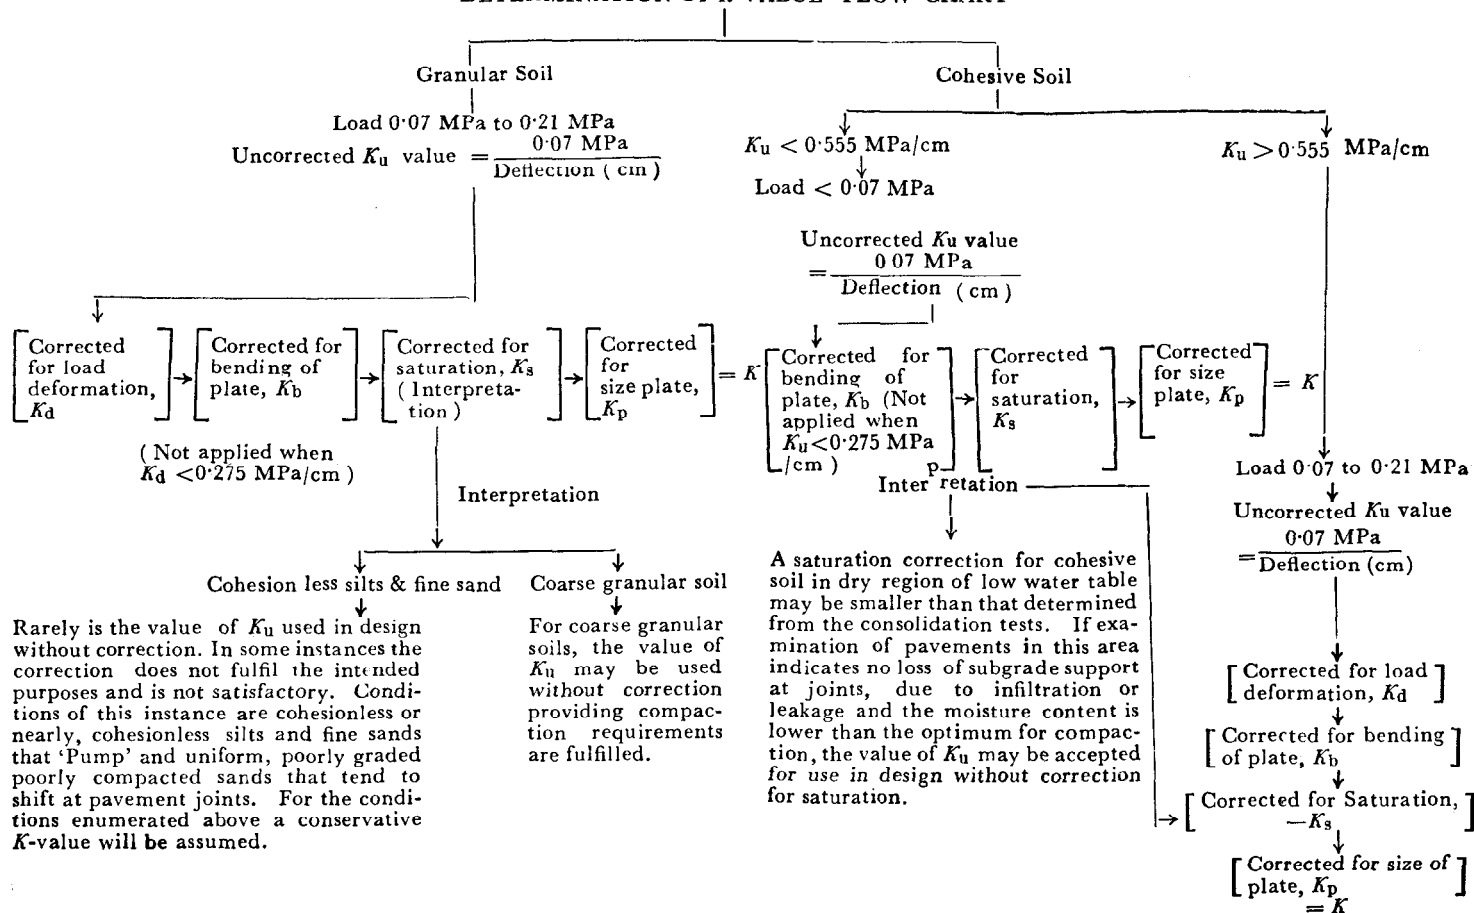 Granular Soil
Load 0·07 MPa to 0·21 MPa
Uncorrected Ku value = 0·07 MPa
Deflection ( cm )
[Corrected
for load
deformation,
Kd]
→
[Corrected for
bending of
plate, Kb]
→
[Corrected for
saturation, Ks
( Interpreta-
tion )]
→
[Corrected
for
size plate,
Kp]
= K
( Not applied when
Kd <0·275 MPa/cm )
Interpretation
Cohesion less silts & fine sand
Rarely is the value of Ku used in design
without correction. In some instances the
correction does not fulfil the intended
purposes and is not satisfactory. Condi-
tions of this instance are cohesionless or
nearly, cohesionless silts and fine sands
that ‘Pump’ and uniform, poorly graded
poorly compacted sands that tend to
shift at pavement joints. For the condi-
tions enumerated above a conservative
K-value will be assumed.
Coarse granular soil
For coarse granular
soils, the value of
Ku may be used
without correction
providing compac-
tion requirements
are fulfilled.
Cohesive Soil
Ku < 0·555 MPa/cm
Load < 0·07 MPa
Uncorrected Ku value
= 0 07 MPa
Deflection (cm)
[Corrected for
bending of
plate, Kb (Not
applied when
Ku<0·275 MPa
/cm )]
→
[Corrected
for
saturation,
Ks]
→
[Corrected
for size
plate, Kp]
= K
p
Inter retation
A saturation correction for cohesive
soil in dry region of low water table
may be smaller than that determined
from the consolidation tests. If exa-
mination of pavements in this area
indicates no loss of subgrade support
at joints, due to infiltration or
leakage and the moisture content is
lower than the optimum for compac-
tion, the value of Ku may be accepted
for use in design without correction
for saturation.
Ku > 0·555 MPa/cm
Load 0·07 to 0·21 MPa
Uncorrected Ku value
= 0·07 MPa
Deflection (cm)
[Corrected for load
deformation, Kd]
[Corrected for bending
of plate, Kb]
[Corrected for Saturation,
—Ks]
[Corrected for size of
plate, Kp]
= K